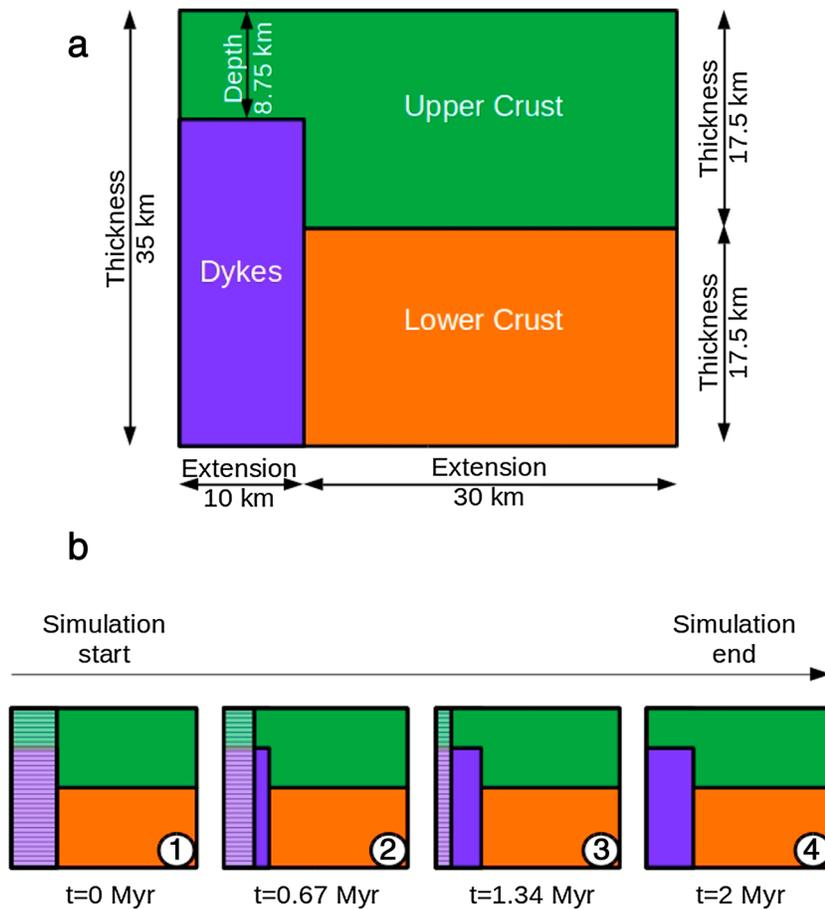 a
Depth
8.75 km
Upper Crust
Thickness
17.5 km
Thickness
35 km
Dykes
Lower Crust
Thickness
17.5 km
Extension
10 km
Extension
30 km
b
Simulation
start
Simulation
end
1
2
3
4
t=0 Myr
t=0.67 Myr
t=1.34 Myr
t=2 Myr